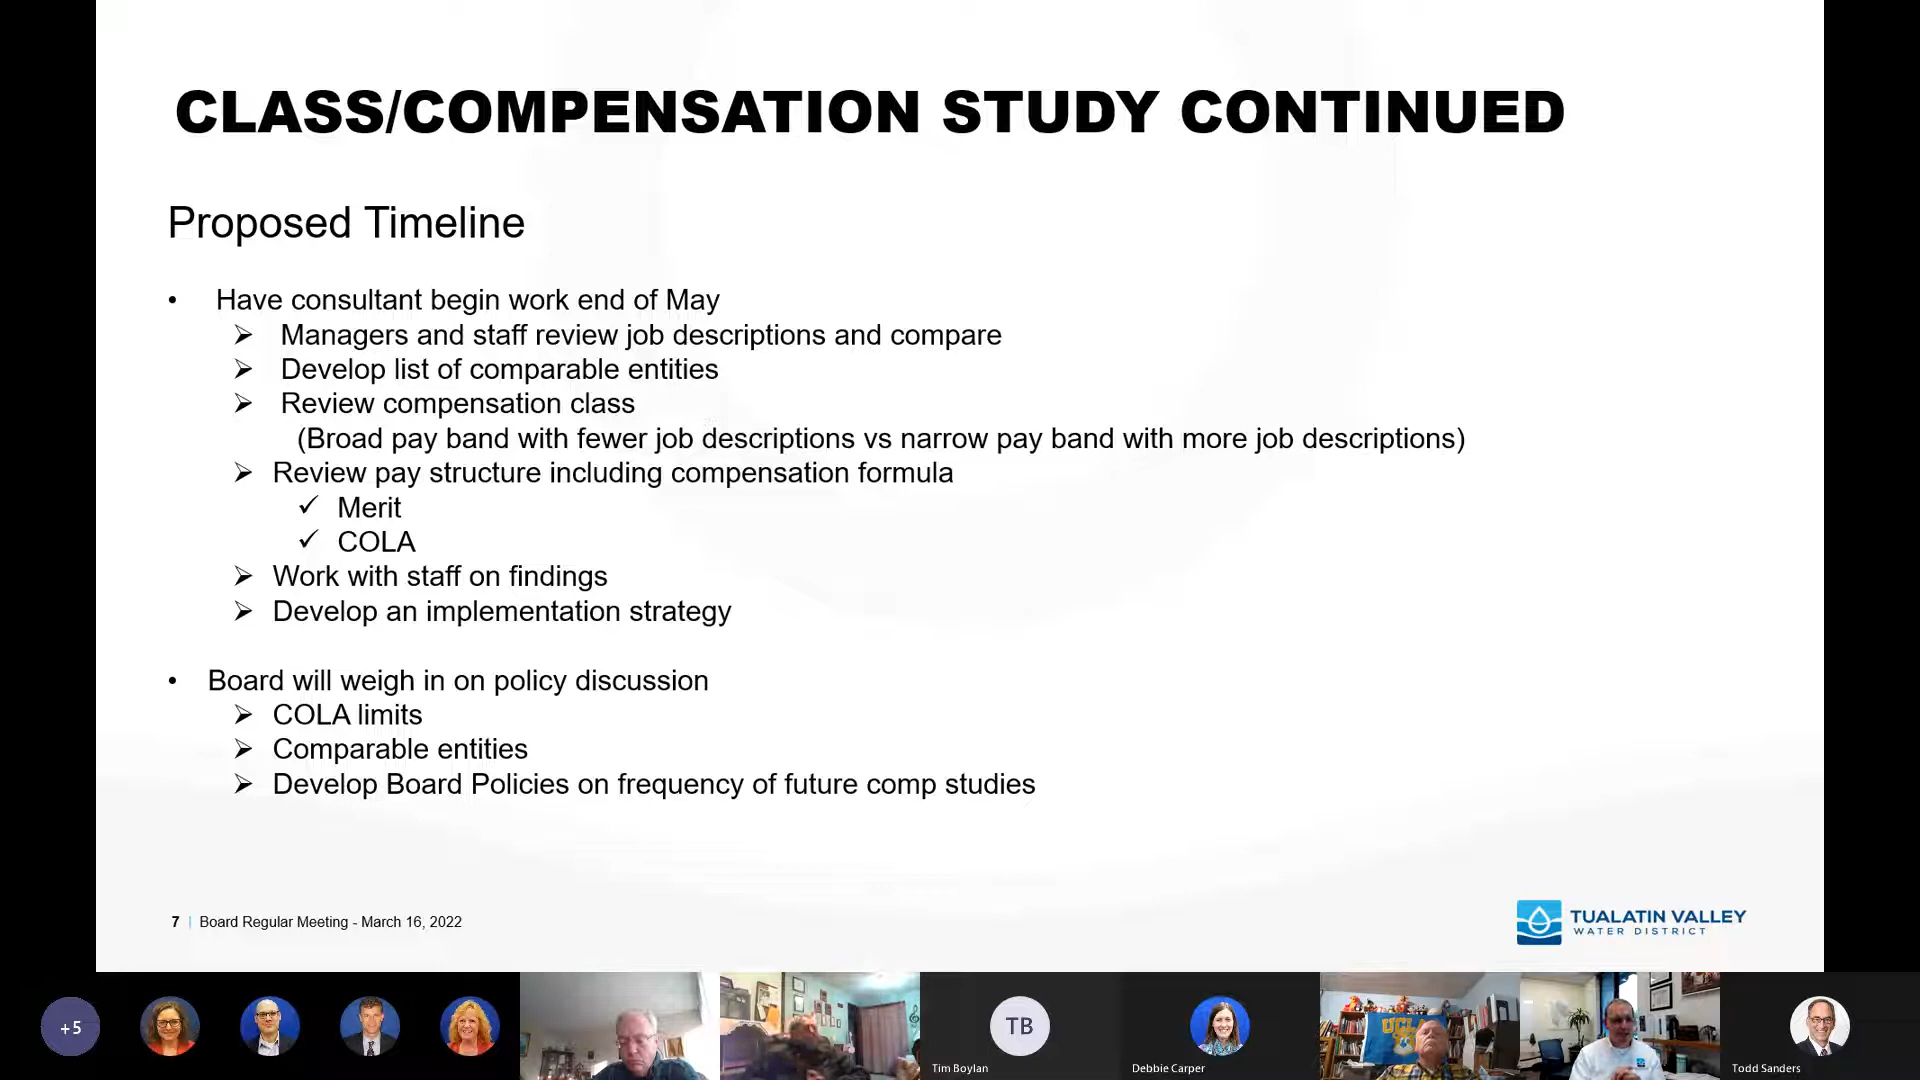 CLASS/COMPENSATION STUDY CONTINUED
Proposed Timeline
• Have consultant begin work end of May
➢ Managers and staff review job descriptions and compare
➢ Develop list of comparable entities
➢ Review compensation class
(Broad pay band with fewer job descriptions vs narrow pay band with more job descriptions)
➢ Review pay structure including compensation formula
✓ Merit
✓ COLA
➢ Work with staff on findings
➢ Develop an implementation strategy
• Board will weigh in on policy discussion
➢ COLA limits
➢ Comparable entities
➢ Develop Board Policies on frequency of future comp studies
7 | Board Regular Meeting - March 16, 2022
TUALATIN VALLEY
WATER DISTRICT
+5
TB
UCLA
Tim Boylan
Debbie Carper
Todd Sanders